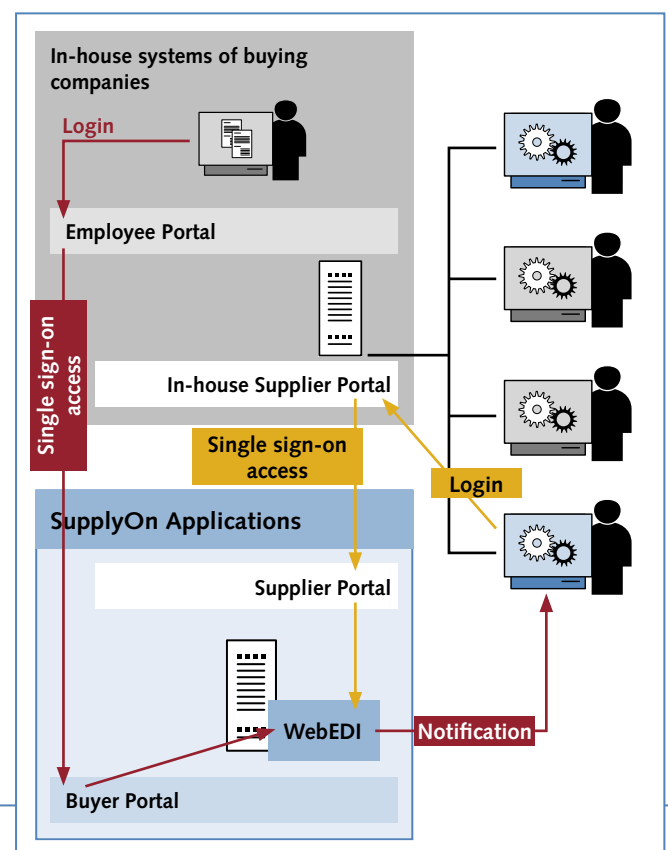 In-house systems of buying
companies
Login
Employee Portal
Single sign-on
access
In-house Supplier Portal
Single sign-on
access
Login
SupplyOn Applications
Supplier Portal
WebEDI
Notification
Buyer Portal